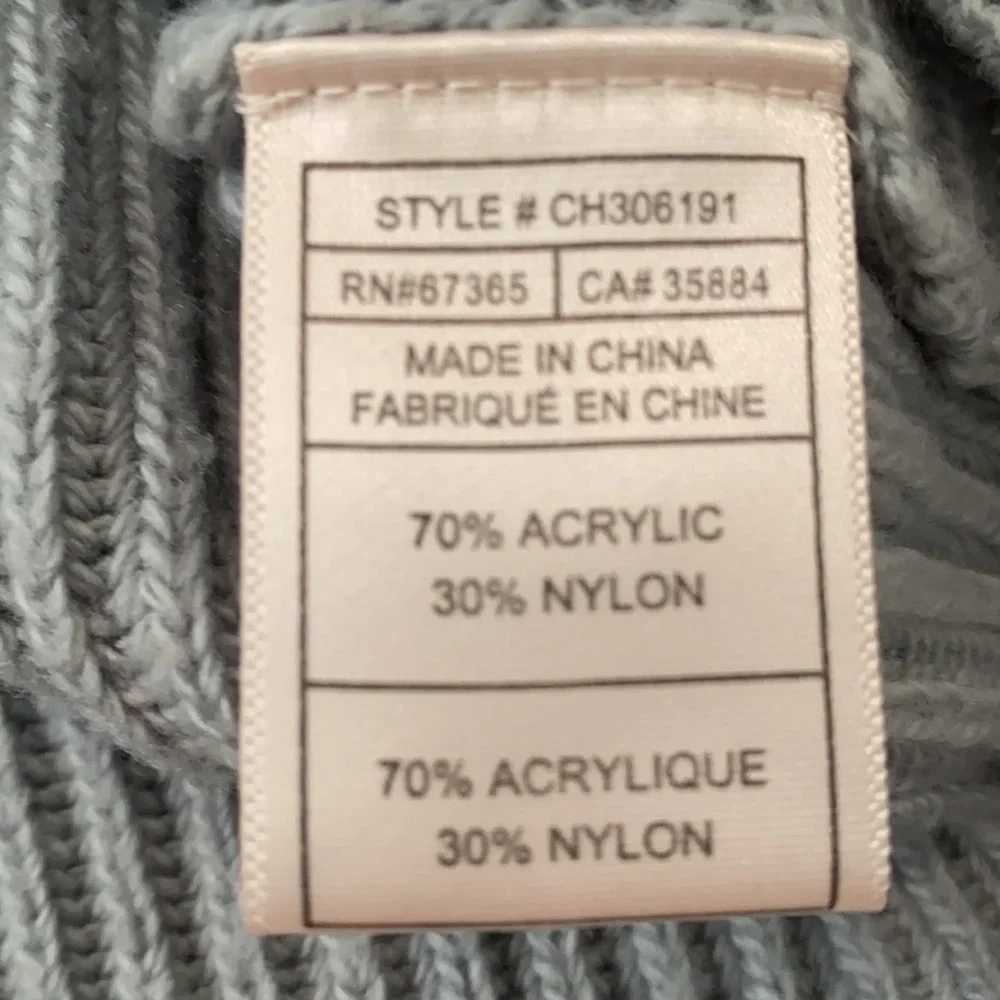 STYLE # CH306191
RN#67365 CA# 35884
MADE IN CHINA
FABRIQUÉ EN CHINE
70% ACRYLIC
30% NYLON
70% ACRYLIQUE
30% NYLON